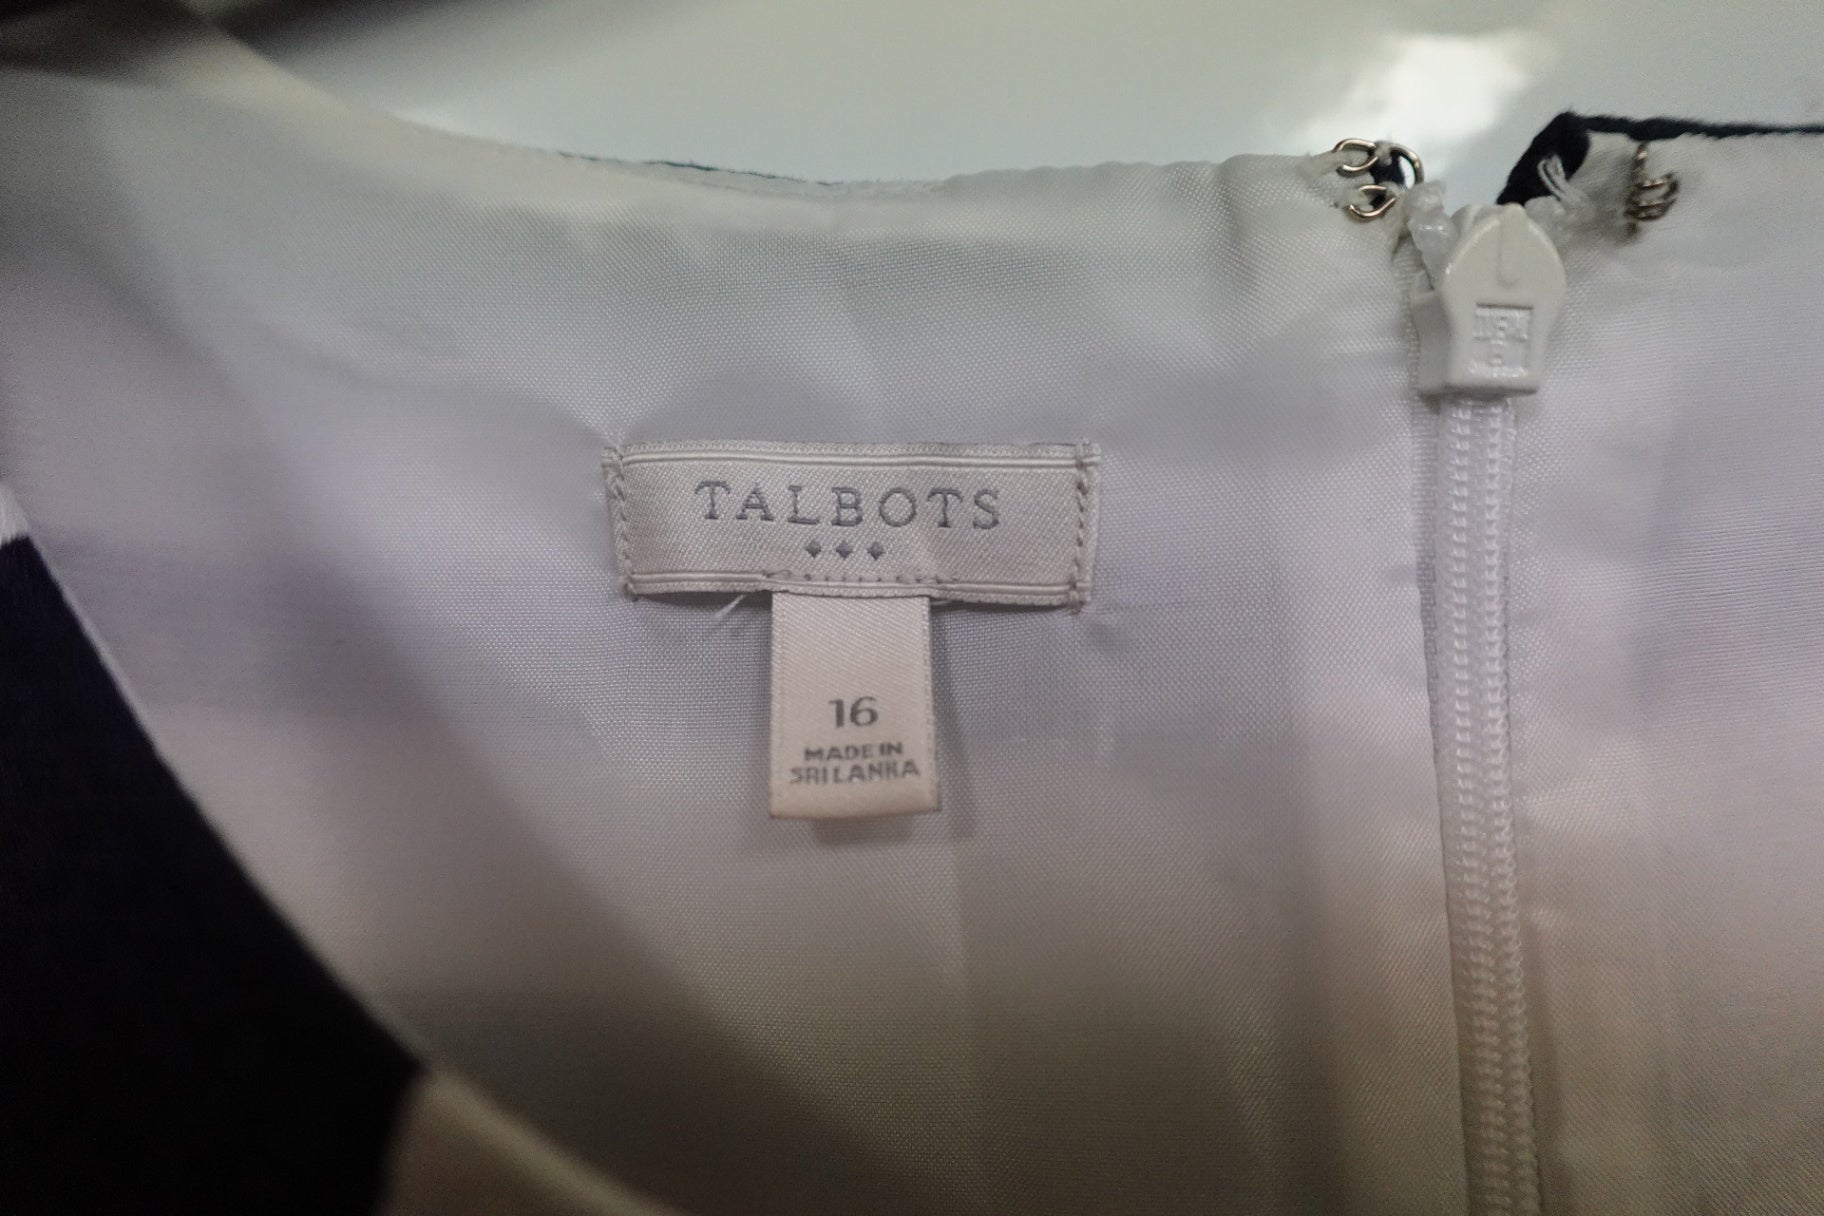 TALBOTS
16
MADE IN
SRI LANKA